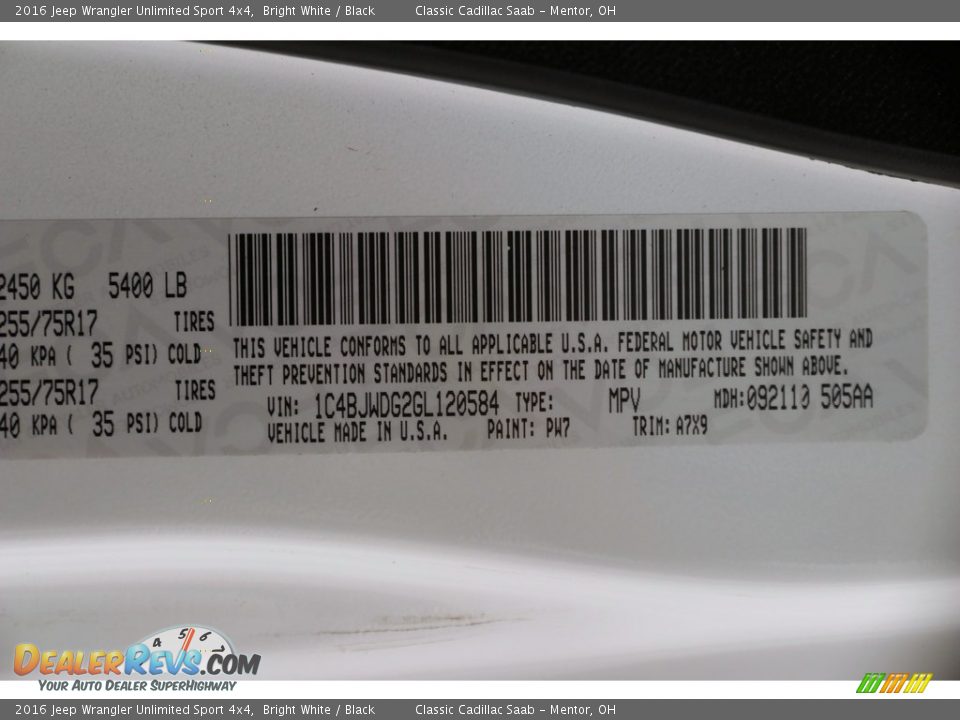 2016 Jeep Wrangler Unlimited Sport 4x4, Bright White / Black Classic Cadillac Saab - Mentor, OH
2450 KG 5400 LB
255/75R17 TIRES
40 KPA ( 35 PSI) COLD
255/75R17 TIRES
40 KPA ( 35 PSI) COLD
THIS VEHICLE CONFORMS TO ALL APPLICABLE U.S.A. FEDERAL MOTOR VEHICLE SAFETY AND
THEFT PREVENTION STANDARDS IN EFFECT ON THE DATE OF MANUFACTURE SHOWN ABOVE.
VIN: 1C4BJWDG2GL120584 TYPE: MPV MDH:092110 505AA
VEHICLE MADE IN U.S.A. PAINT: PW7 TRIM: A7X9
4 5 6
DEALERREVS.COM
YOUR AUTO DEALER SUPERHIGHWAY
2016 Jeep Wrangler Unlimited Sport 4x4, Bright White / Black Classic Cadillac Saab - Mentor, OH